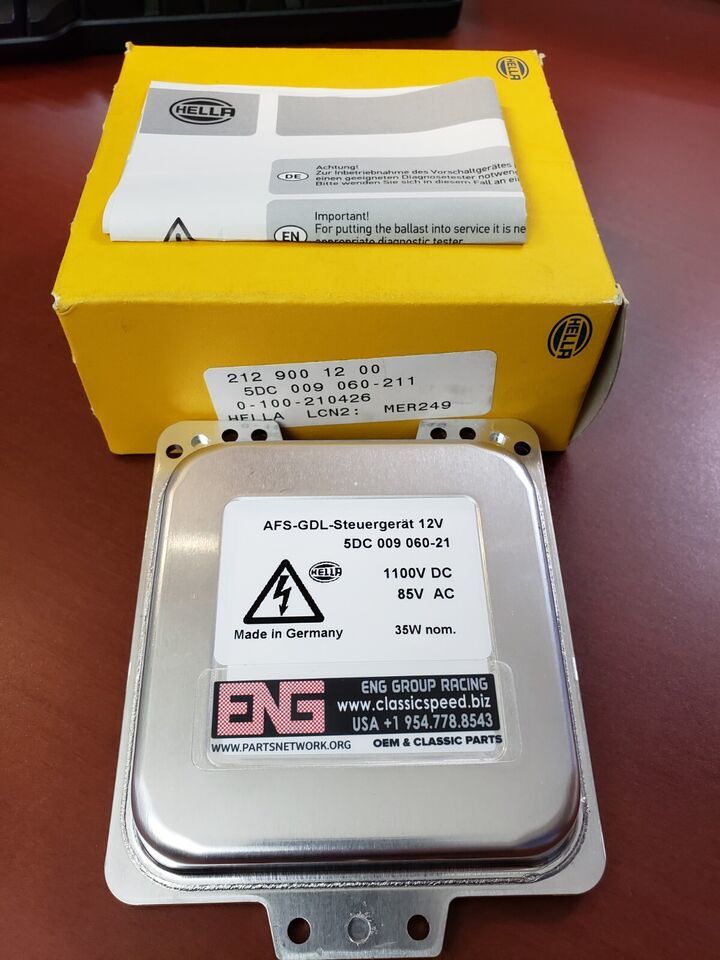 HELLA
HELLA
DE
Achtung!
Zur Inbetriebnahme des Vorschaltgerätes
einen geeigneten Diagnosetester notwen
Bitte wenden Sie sich in diesem Fall an ei
EN
Important!
For putting the ballast into service it is ne
appropriate diagnostic tester
HELLA
212 900 12 00
5DC 009 060-211
0-100-210426
HELLA LCN2: MER249
AFS-GDL-Steuergerät 12V
5DC 009 060-21
HELLA
1100V DC
85V AC
Made in Germany
35W nom.
ENG
ENG GROUP RACING
www.classicspeed.biz
USA +1 954.778.8543
WWW.PARTSNETWORK.ORG
OEM & CLASSIC PARTS